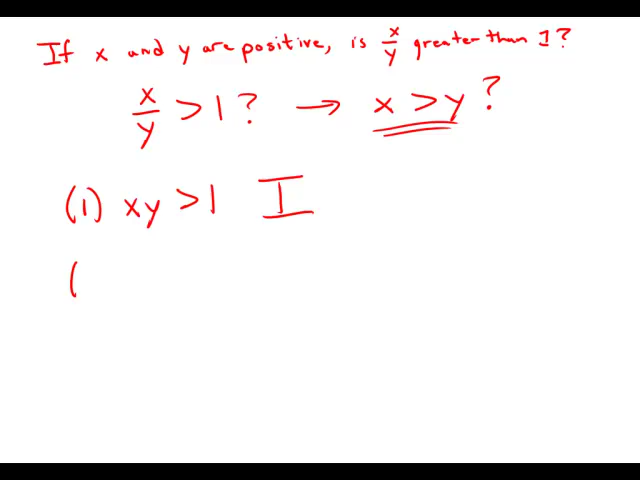 If x and y are positive, is x/y greater than 1?
x/y > 1 ? → x > y ?
(1) xy > 1 I
(